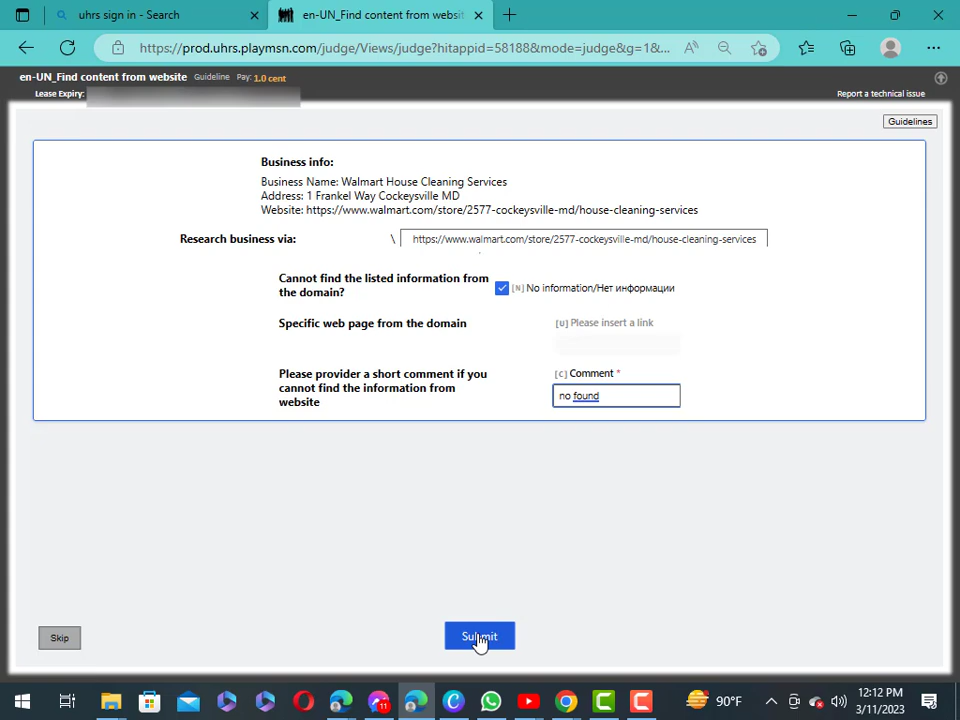 uhrs sign in - Search
en-UN_Find content from websit
https://prod.uhrs.playmsn.com/judge/Views/judge?hitappid=58188&mode=judge&g=1&...
en-UN_Find content from website Guideline Pay: 1.0 cent
Lease Expiry:
Report a technical issue
Guidelines
Business info:
Business Name: Walmart House Cleaning Services
Address: 1 Frankel Way Cockeysville MD
Website: https://www.walmart.com/store/2577-cockeysville-md/house-cleaning-services
Research business via: \ https://www.walmart.com/store/2577-cockeysville-md/house-cleaning-services
Cannot find the listed information from
the domain?
[N] No information/Нет информации
Specific web page from the domain
[U] Please insert a link
Please provider a short comment if you
cannot find the information from
website
[C] Comment *
no found
Skip
Submit
11
90°F
12:12 PM
3/11/2023